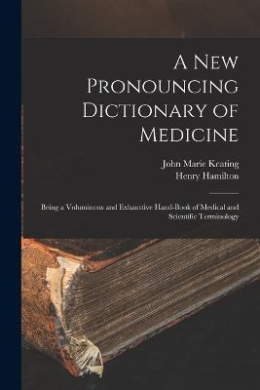 A New
Pronouncing
Dictionary of
Medicine
John Marie Keating
Henry Hamilton
Being a Voluminous and Exhaustive Hand-Book of Medical and
Scientific Terminology